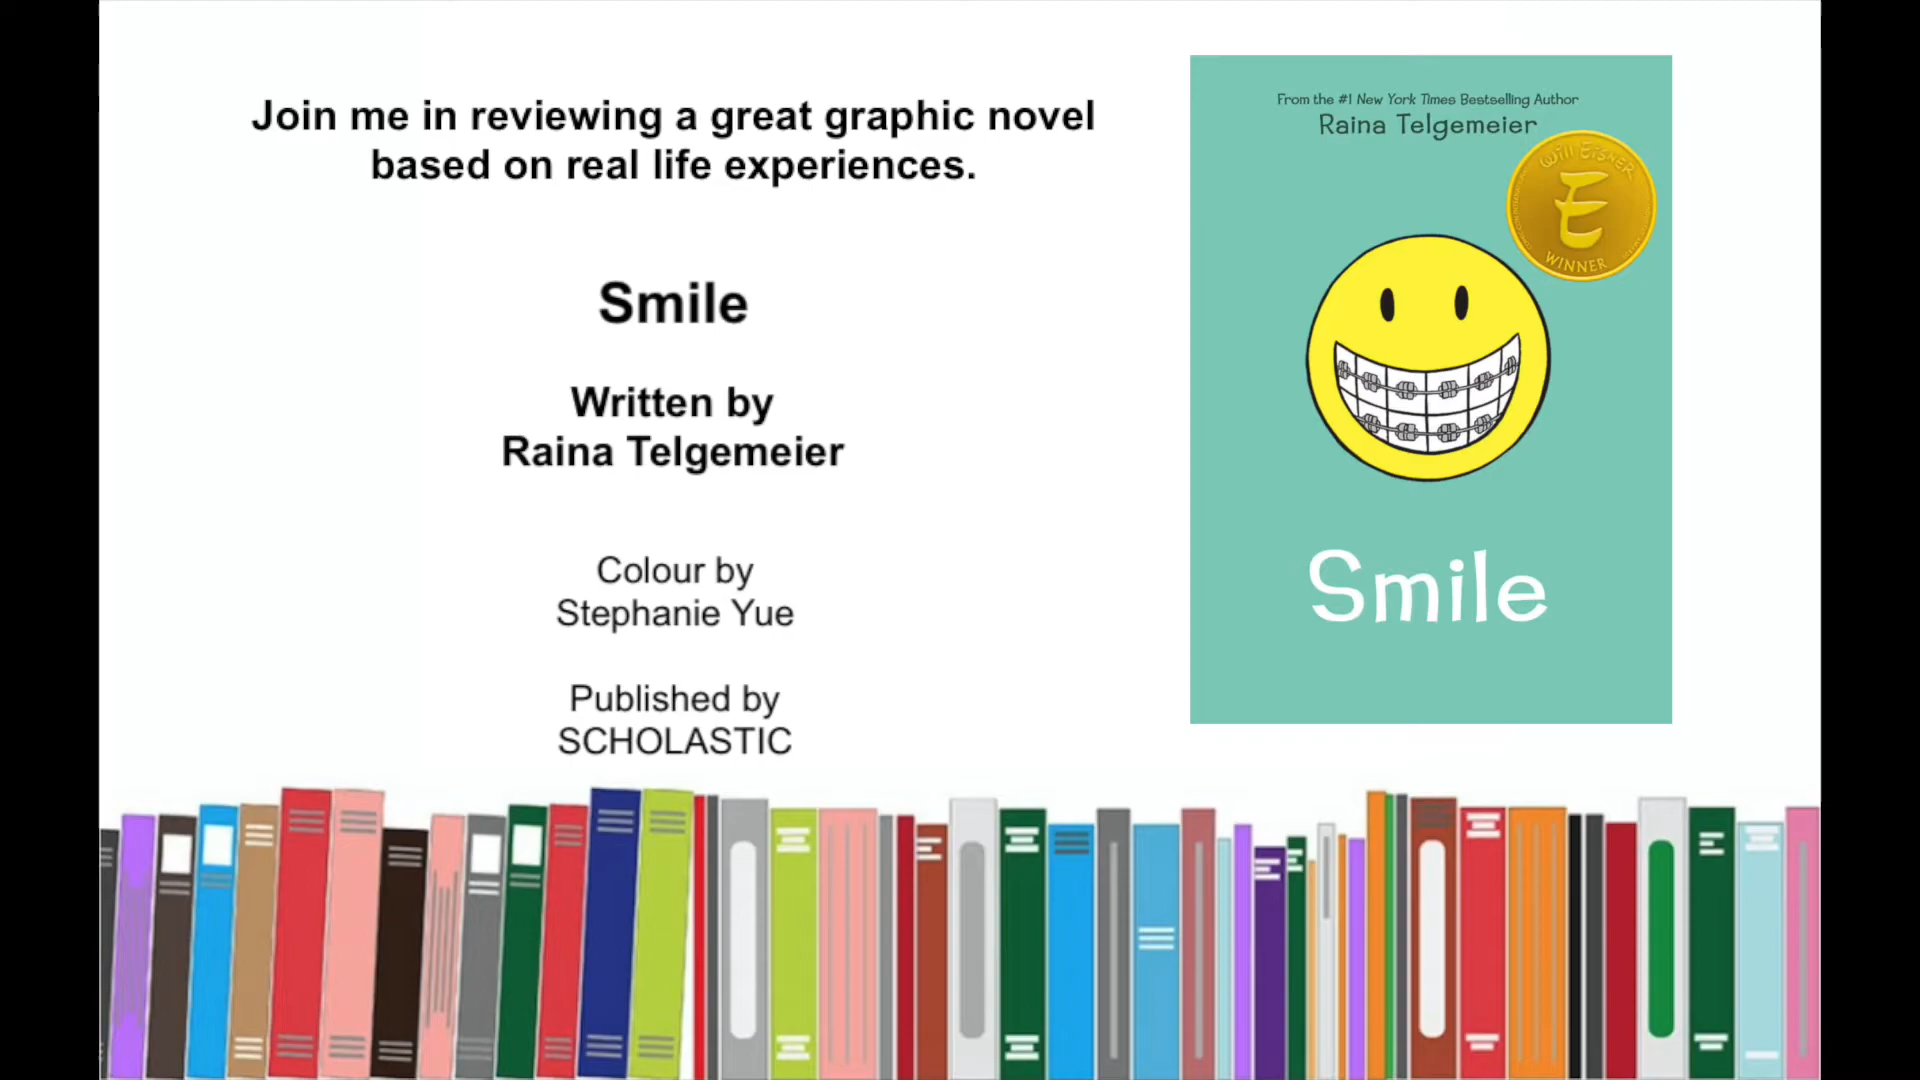 Join me in reviewing a great graphic novel
based on real life experiences.
Smile
Written by
Raina Telgemeier
Colour by
Stephanie Yue
Published by
SCHOLASTIC
From the #1 New York Times Bestselling Author
Raina Telgemeier
Will Eisner
E
WINNER
Smile